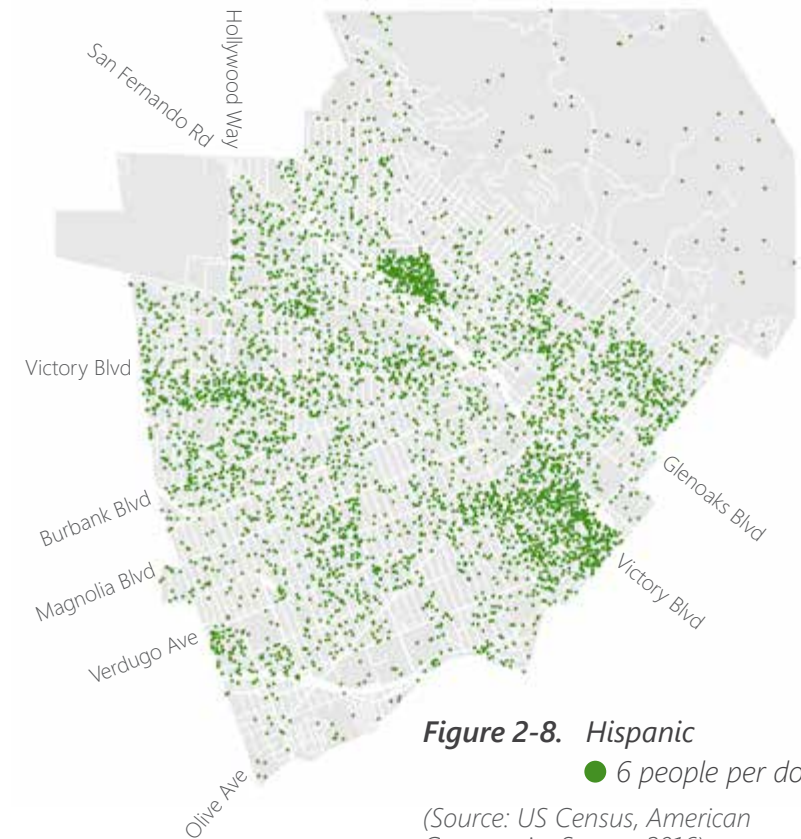 Hollywood Way
San Fernando Rd
Victory Blvd
Burbank Blvd
Glenoaks Blvd
Magnolia Blvd
Victory Blvd
Verdugo Ave
Olive Ave
Figure 2-8. Hispanic
6 people per do
(Source: US Census, American